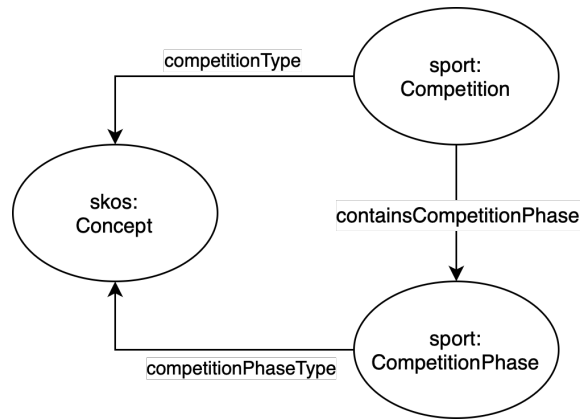 competitionType
sport:
Competition
skos:
Concept
containsCompetitionPhase
sport:
CompetitionPhase
competitionPhaseType